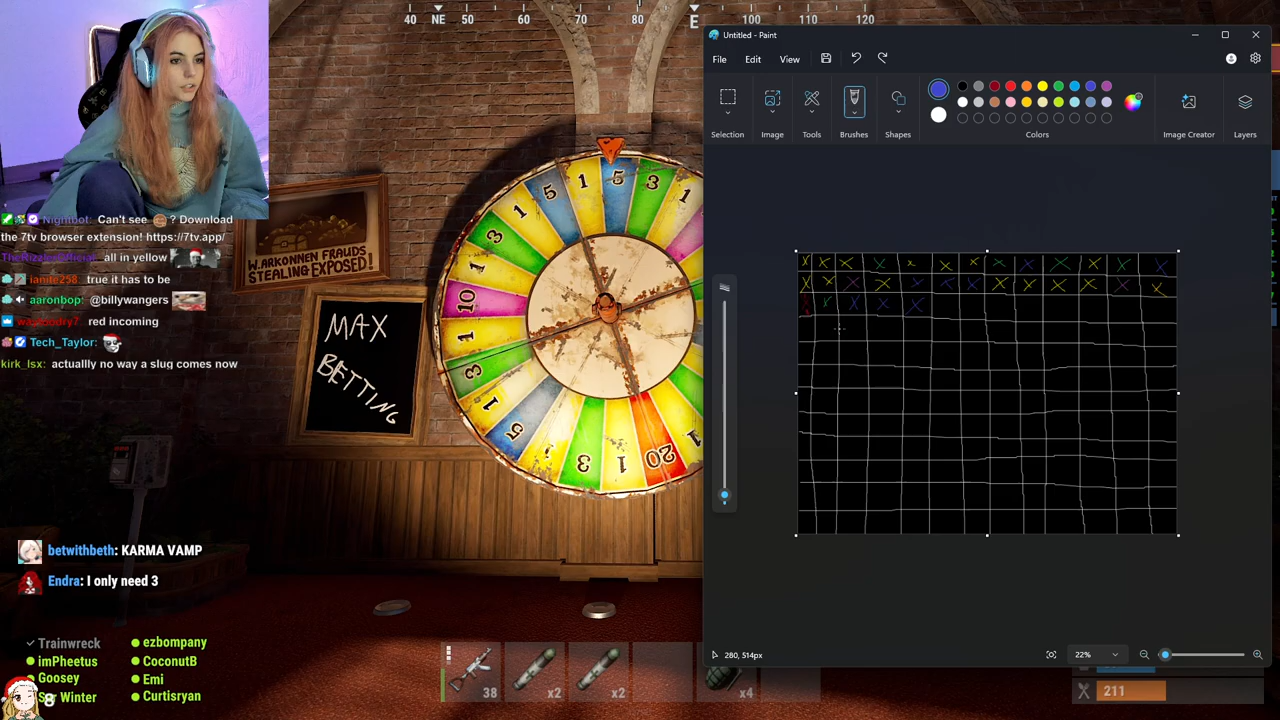 40 NE 50 60 70 80 E 100 110 120
Untitled - Paint
File Edit View
Selection Image Tools Brushes Shapes Colors Image Creator Layers
Nightbot: Can't see ? Download
the 7tv browser extension! https://7tv.app/
all in yellow
ianite258: true it has to be
aaronbop: @billywangers
red incoming
Tech_Taylor:
kirk_lsx: actuallly no way a slug comes now
W.ARKONNEN FRAUDS
STEALING EXPOSED!
MAX
BETTING
1 3 1 5 1 5 3 1
10
1
3
1
5
3
1
20
1
betwithbeth: KARMA VAMP
Endra: I only need 3
Trainwreck
ezbompany
imPheetus
CoconutB
Goosey
Emi
Winter
Curtisryan
8
38 x2 x2 x4
280, 514px
22%
211